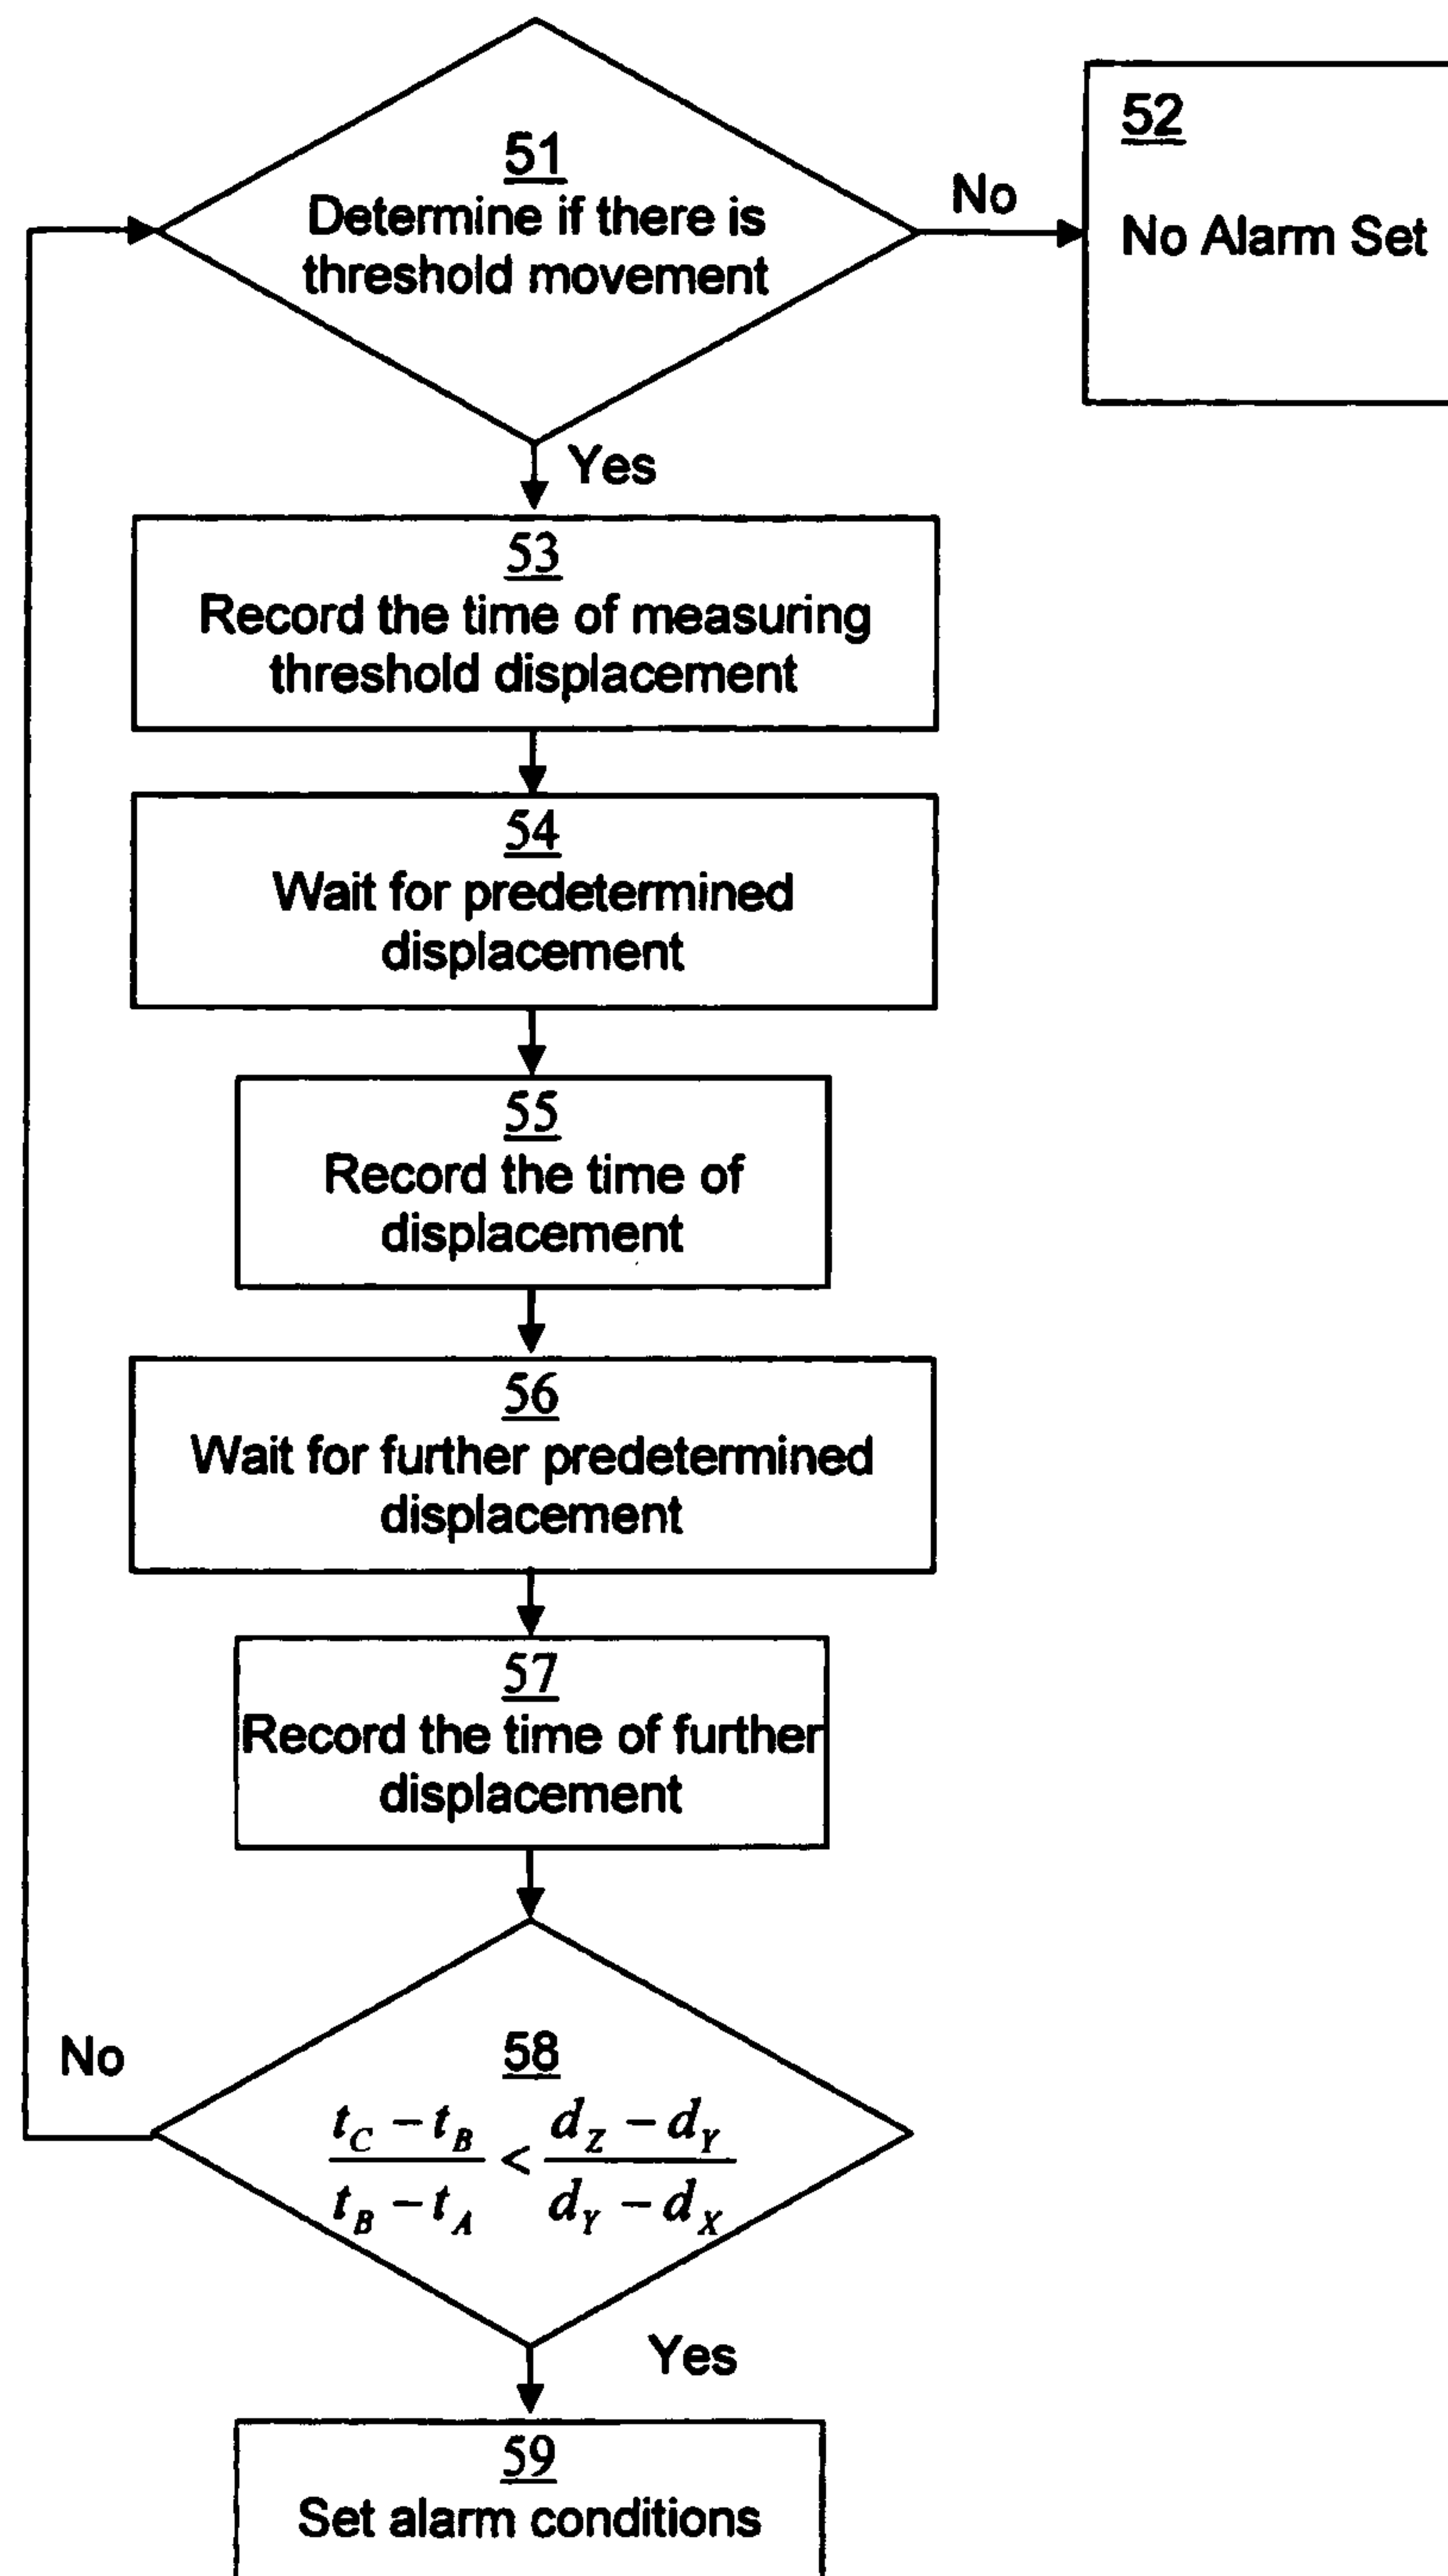 51
Determine if there is
threshold movement
No
52
No Alarm Set
Yes
53
Record the time of measuring
threshold displacement
54
Wait for predetermined
displacement
55
Record the time of
displacement
56
Wait for further predetermined
displacement
57
Record the time of further
displacement
No
58
t_C - t_B / t_B - t_A < d_Z - d_Y / d_Y - d_X
Yes
59
Set alarm conditions